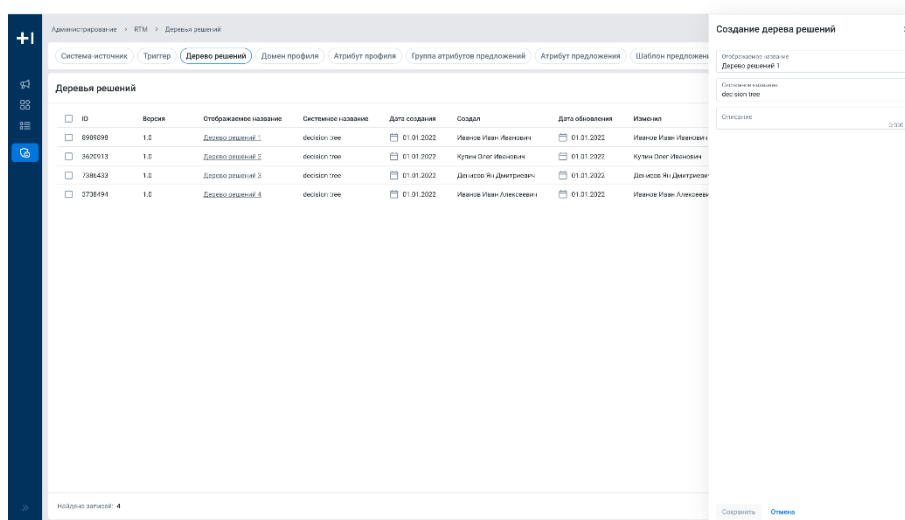 Администрирование > RTM > Деревья решений
Создание дерева решений
Система-источник Триггер Дерево решений Домен профиля Атрибут профиля Группа атрибутов предложений Атрибут предложения Шаблон предложен
Отображаемое название
Дерево решений 1
Системное название
decision tree
Описание
Деревья решений
ID Версия Отображаемое название Системное название Дата создания Создал Дата обновления Изменил
8989898 1.0 Дерево решений 1 decision tree 01.01.2022 Иванов Иван Иванович 01.01.2022 Иванов Иван Иванович
3620913 1.0 Дерево решений 2 decision tree 01.01.2022 Купин Олег Иванович 01.01.2022 Купин Олег Иванович
7386433 1.0 Дерево решений 3 decision tree 01.01.2022 Денисов Ян Дмитриевич 01.01.2022 Денисов Ян Дмитриевич
3738494 1.0 Дерево решений 4 decision tree 01.01.2022 Иванов Иван Алексеевич 01.01.2022 Иванов Иван Алексеев
Найдено записей: 4
Сохранить Отмена